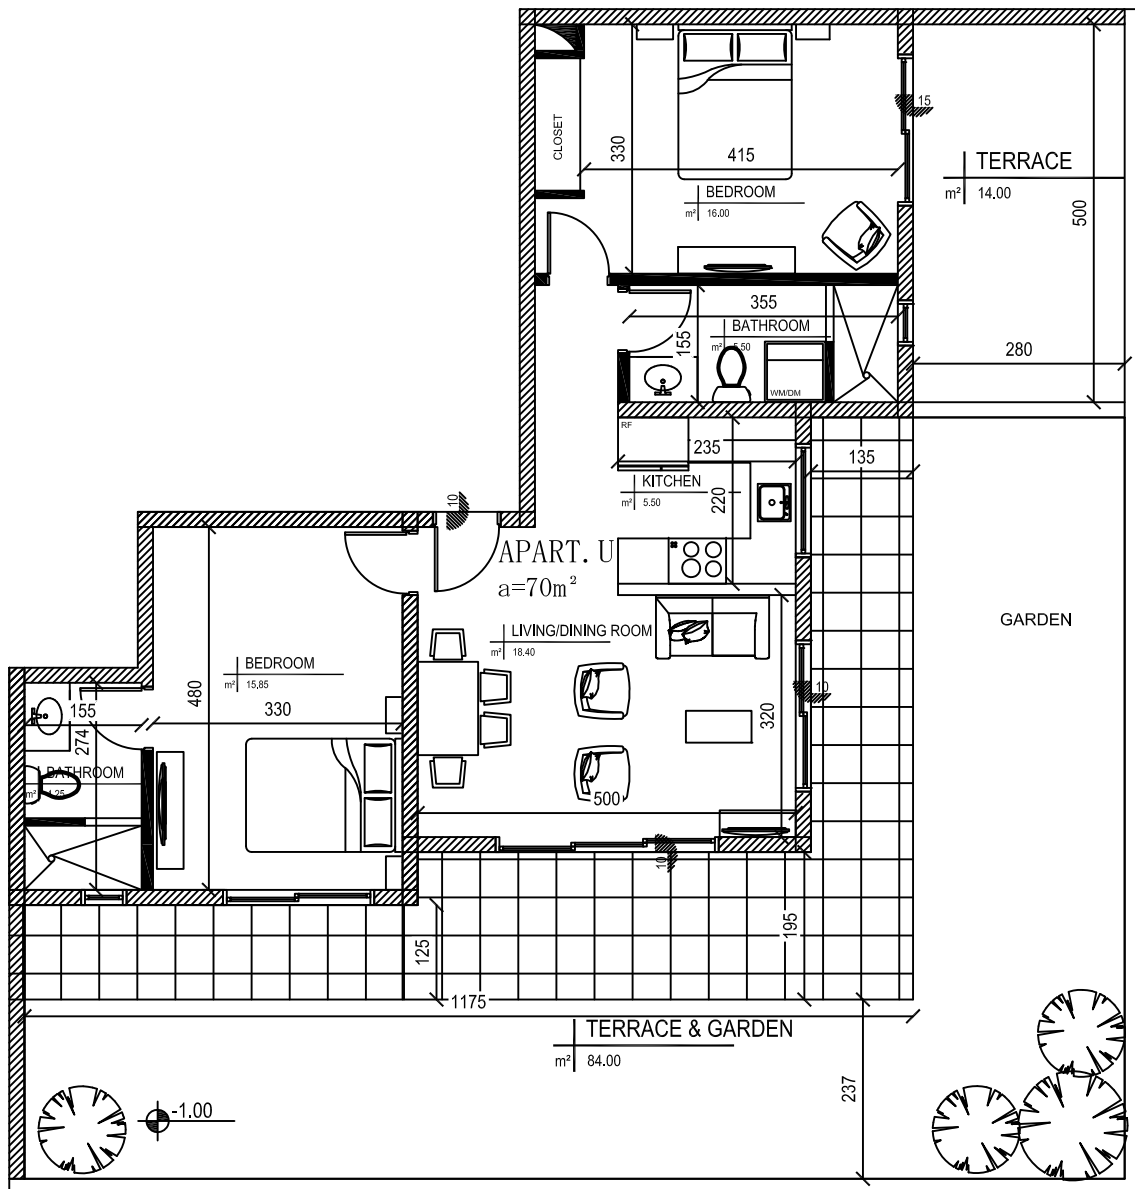 15
330
CLOSET
415
TERRACE
m² 14.00
BEDROOM
m² 16.00
500
355
BATHROOM
m² 5.50
155
280
WM/DM
RF
235
135
KITCHEN
m² 5.50
220
10
APART. U
a=70m²
GARDEN
LIVING/DINING ROOM
m² 18.40
BEDROOM
m² 15,85
480
10
155
330
320
274
BATHROOM
m² 4.25
500
10
125
195
1175
TERRACE & GARDEN
m² 84.00
237
-1.00